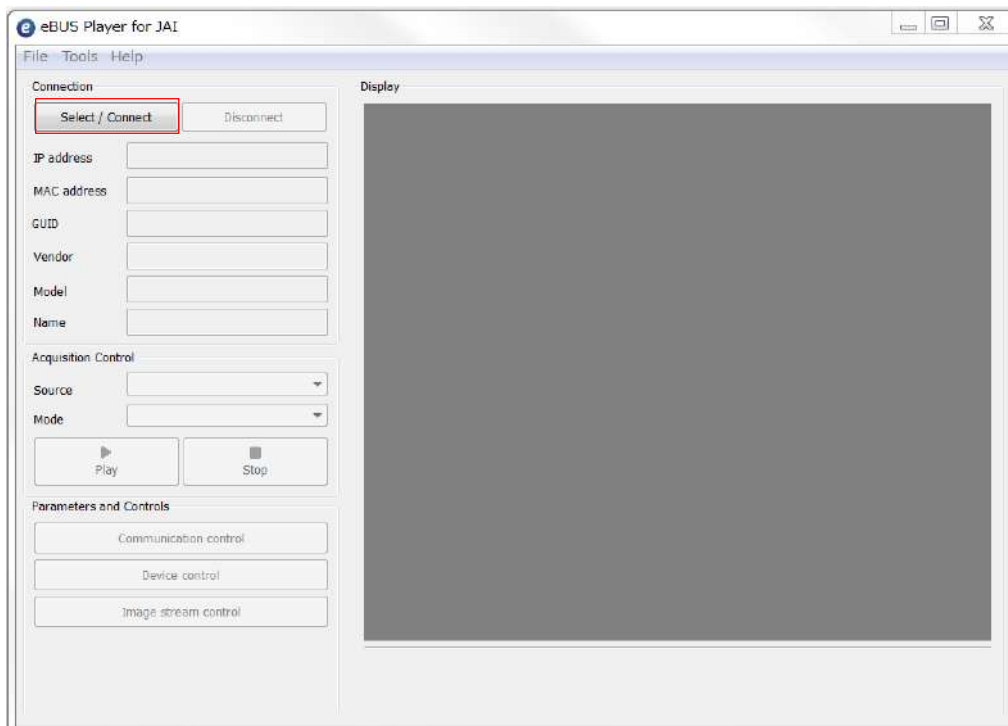 eBUS Player for JAI
File Tools Help
Connection
Select / Connect
Disconnect
IP address
MAC address
GUID
Vendor
Model
Name
Acquisition Control
Source
Mode
Play
Stop
Parameters and Controls
Communication control
Device control
Image stream control
Display